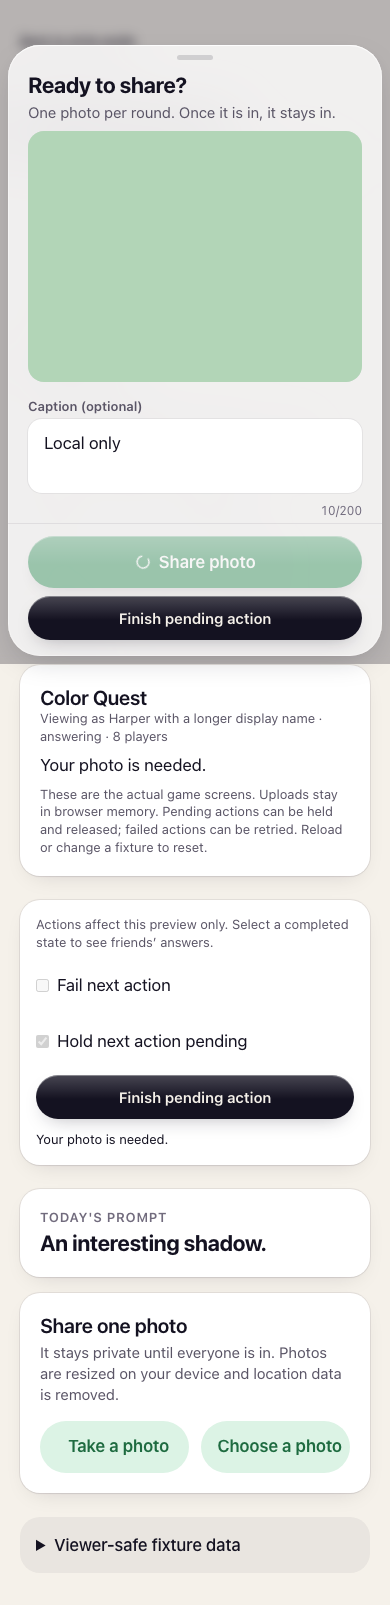 Ready to share?
One photo per round. Once it is in, it stays in.
Caption (optional)
Local only
10/200
Share photo
Finish pending action
Color Quest
Viewing as Harper with a longer display name ·
answering · 8 players
Your photo is needed.
These are the actual game screens. Uploads stay
in browser memory. Pending actions can be held
and released; failed actions can be retried. Reload
or change a fixture to reset.
Actions affect this preview only. Select a completed
state to see friends’ answers.
Fail next action
Hold next action pending
Finish pending action
Your photo is needed.
TODAY'S PROMPT
An interesting shadow.
Share one photo
It stays private until everyone is in. Photos
are resized on your device and location data
is removed.
Take a photo
Choose a photo
Viewer-safe fixture data